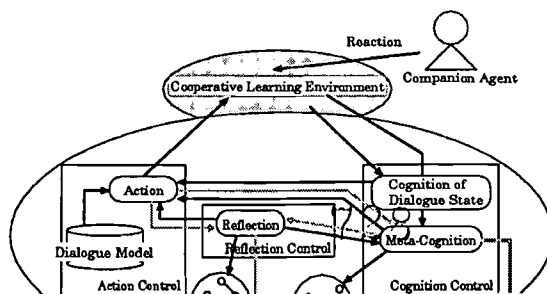 Reaction
Companion Agent
Cooperative Learning Environment
Action
Cognition of
Dialogue State
Reflection
Meta-Cognition
Reflection Control
Dialogue Model
Action Control
Cognition Control